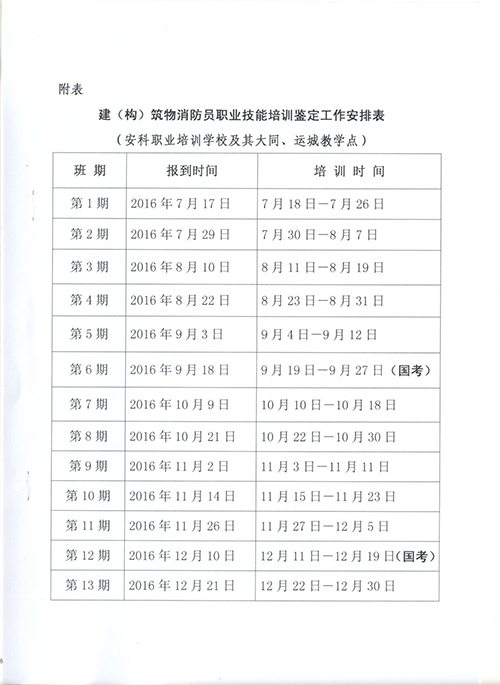 附表
建（构）筑物消防员职业技能培训鉴定工作安排表
（安科职业培训学校及其大同、运城教学点）
班 期 报到时间 培 训 时 间
第 1 期 2016 年 7 月 17 日 7 月 18 日－7 月 26 日
第 2 期 2016 年 7 月 29 日 7 月 30 日－8 月 7 日
第 3 期 2016 年 8 月 10 日 8 月 11 日－8 月 19 日
第 4 期 2016 年 8 月 22 日 8 月 23 日－8 月 31 日
第 5 期 2016 年 9 月 3 日 9 月 4 日－9 月 12 日
第 6 期 2016 年 9 月 18 日 9 月 19 日－9 月 27 日（国考）
第 7 期 2016 年 10 月 9 日 10 月 10 日－10 月 18 日
第 8 期 2016 年 10 月 21 日 10 月 22 日－10 月 30 日
第 9 期 2016 年 11 月 2 日 11 月 3 日－11 月 11 日
第 10 期 2016 年 11 月 14 日 11 月 15 日－11 月 23 日
第 11 期 2016 年 11 月 26 日 11 月 27 日－12 月 5 日
第 12 期 2016 年 12 月 10 日 12 月 11 日－12 月 19 日（国考）
第 13 期 2016 年 12 月 21 日 12 月 22 日－12 月 30 日